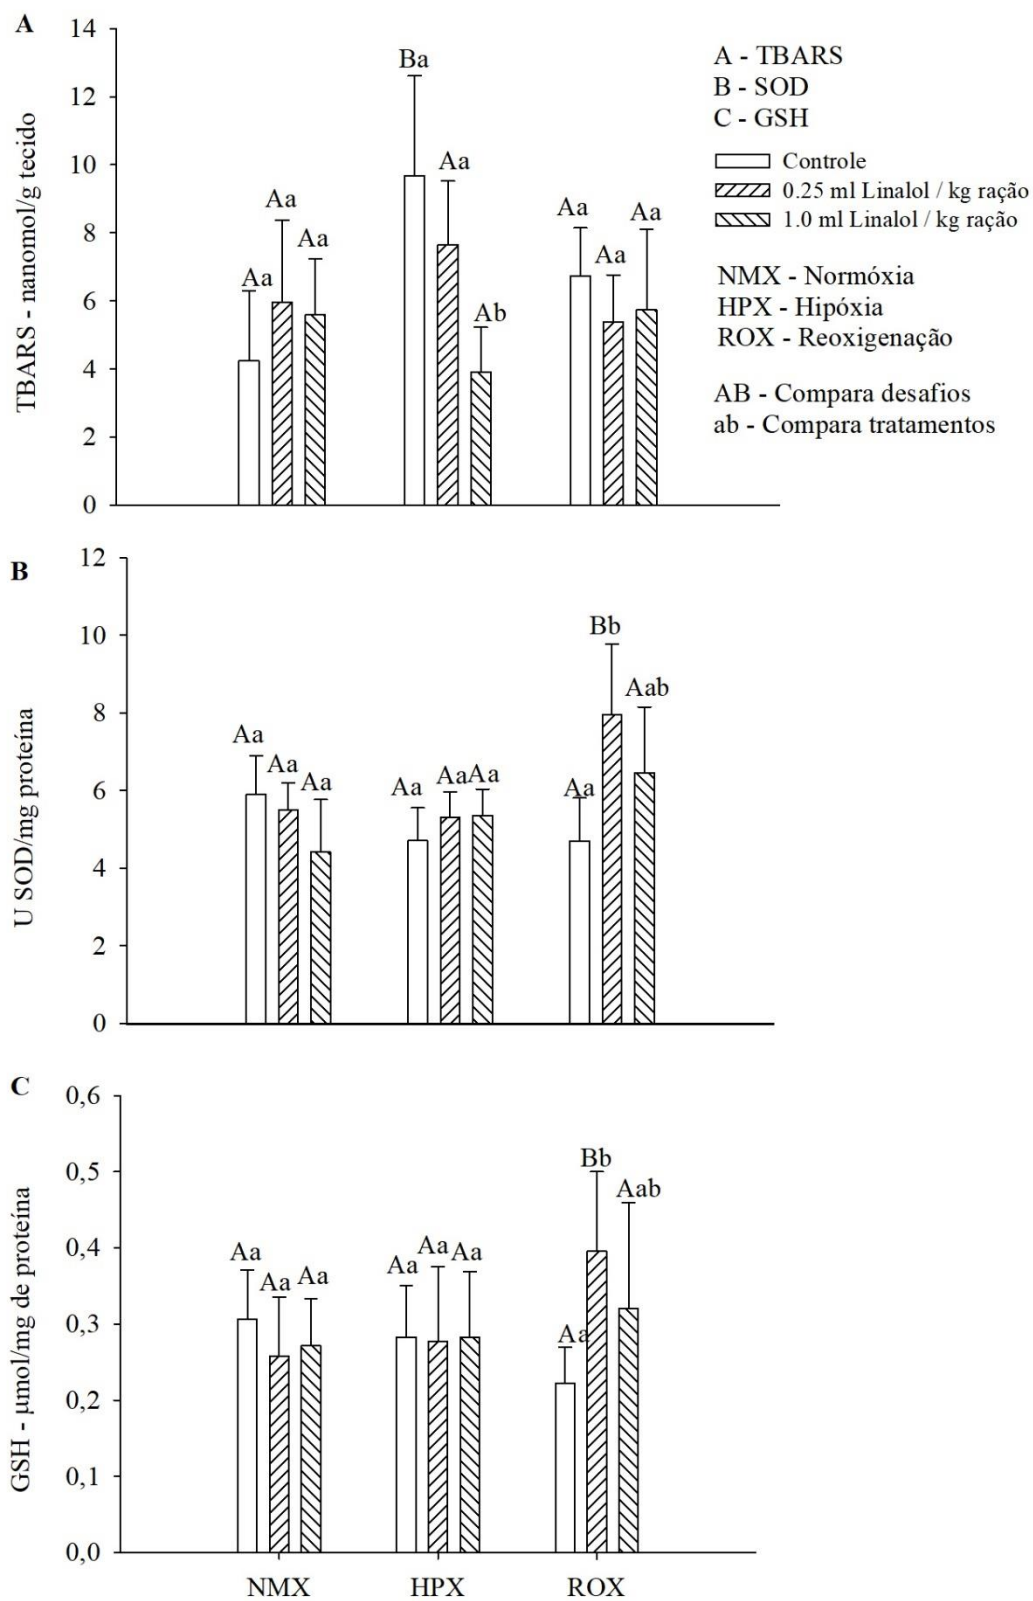 A
TBARS - nanomol/g tecido
14
12
10
8
6
4
2
0
Aa
Aa
Aa
Ba
Aa
Ab
Aa
Aa
Aa
A - TBARS
B - SOD
C - GSH
Controle
0.25 ml Linalol / kg ração
1.0 ml Linalol / kg ração
NMX - Normóxia
HPX - Hipóxia
ROX - Reoxigenação
AB - Compara desafios
ab - Compara tratamentos
B
U SOD/mg proteína
12
10
8
6
4
2
0
Aa
Aa
Aa
Aa
Aa
Aa
Aa
Bb
Aab
C
GSH - µmol/mg de proteína
0,6
0,5
0,4
0,3
0,2
0,1
0,0
Aa
Aa
Aa
Aa
Aa
Aa
Aa
Bb
Aab
NMX
HPX
ROX